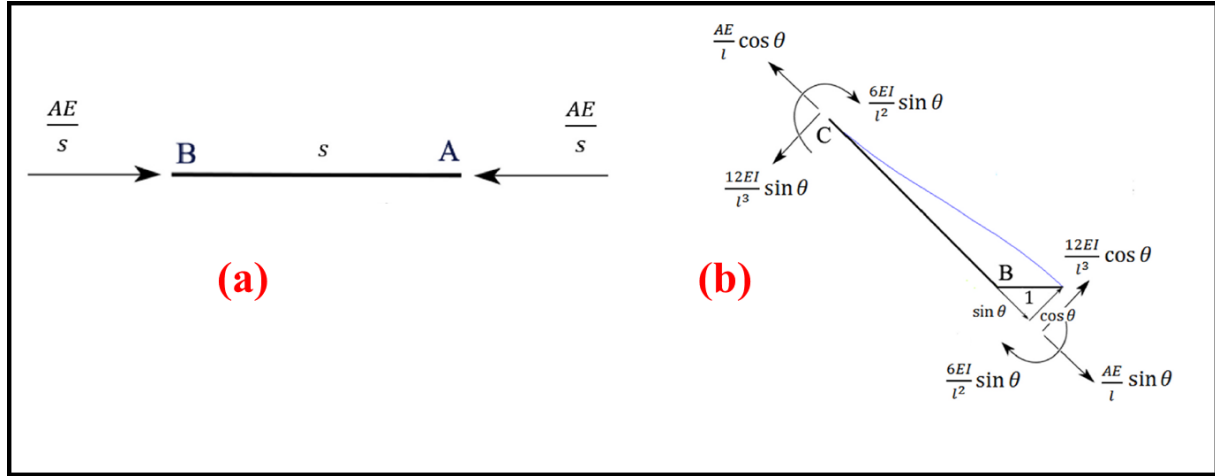 AE/s
B
s
A
AE/s
(a)
AE/l cos θ
6EI/l² sin θ
C
12EI/l³ sin θ
(b)
B
1
sin θ
cos θ
12EI/l³ cos θ
6EI/l² sin θ
AE/l sin θ